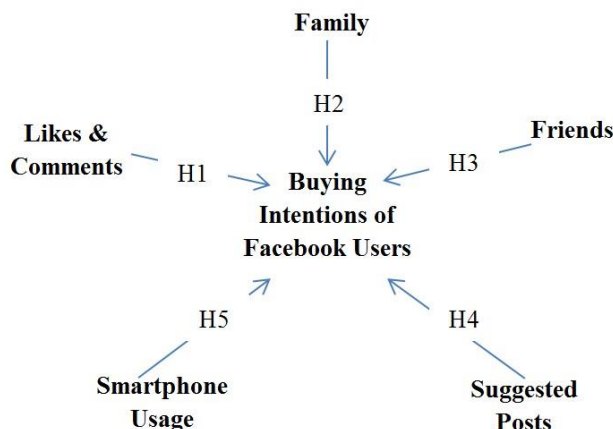 Family
H2
Likes &
Comments
H1
Friends
H3
Buying
Intentions of
Facebook Users
H5
H4
Smartphone
Usage
Suggested
Posts